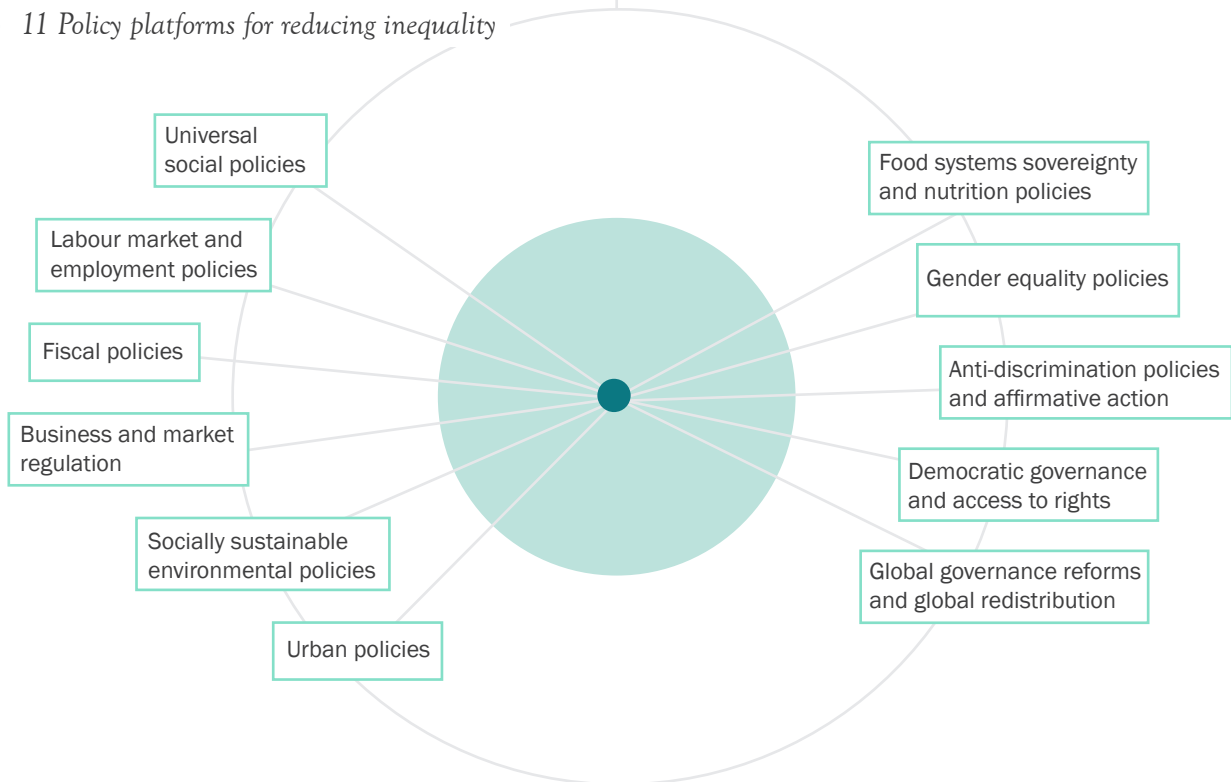 11 Policy platforms for reducing inequality
Universal
social policies
Labour market and
employment policies
Fiscal policies
Business and market
regulation
Socially sustainable
environmental policies
Urban policies
Food systems sovereignty
and nutrition policies
Gender equality policies
Anti-discrimination policies
and affirmative action
Democratic governance
and access to rights
Global governance reforms
and global redistribution